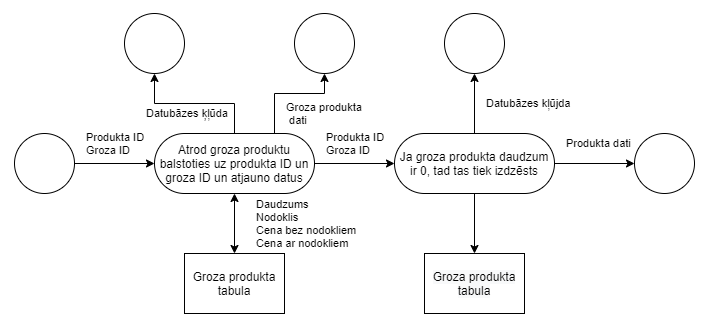 Datubāzes kļūda
Groza produkta
dati
Datubāzes kļūjda
Produkta ID
Groza ID
Atrod groza produktu
balstoties uz produkta ID un
groza ID un atjauno datus
Produkta ID
Groza ID
Ja groza produkta daudzum
ir 0, tad tas tiek izdzēsts
Produkta dati
Daudzums
Nodoklis
Cena bez nodokliem
Cena ar nodokliem
Groza produkta
tabula
Groza produkta
tabula